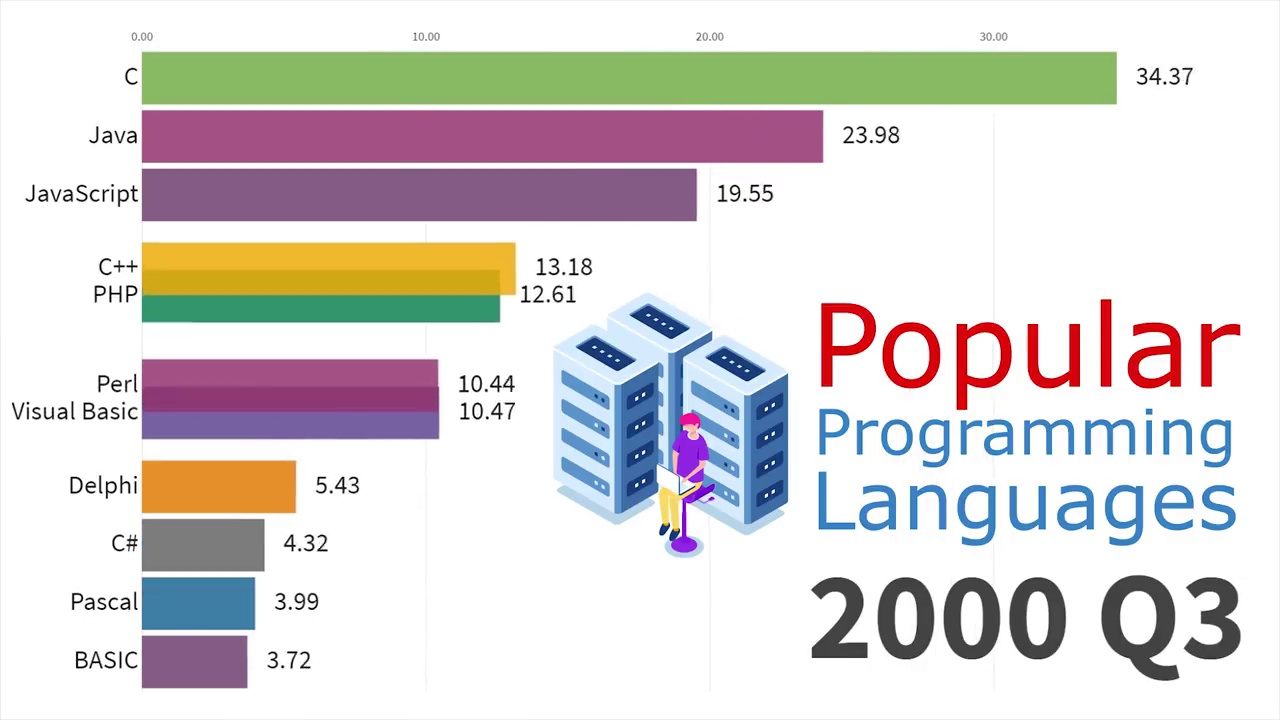 0.00 10.00 20.00 30.00
C 34.37
Java 23.98
JavaScript 19.55
C++ 13.18
PHP 12.61
Perl 10.44
Visual Basic 10.47
Delphi 5.43
C# 4.32
Pascal 3.99
BASIC 3.72
Popular
Programming
Languages
2000 Q3